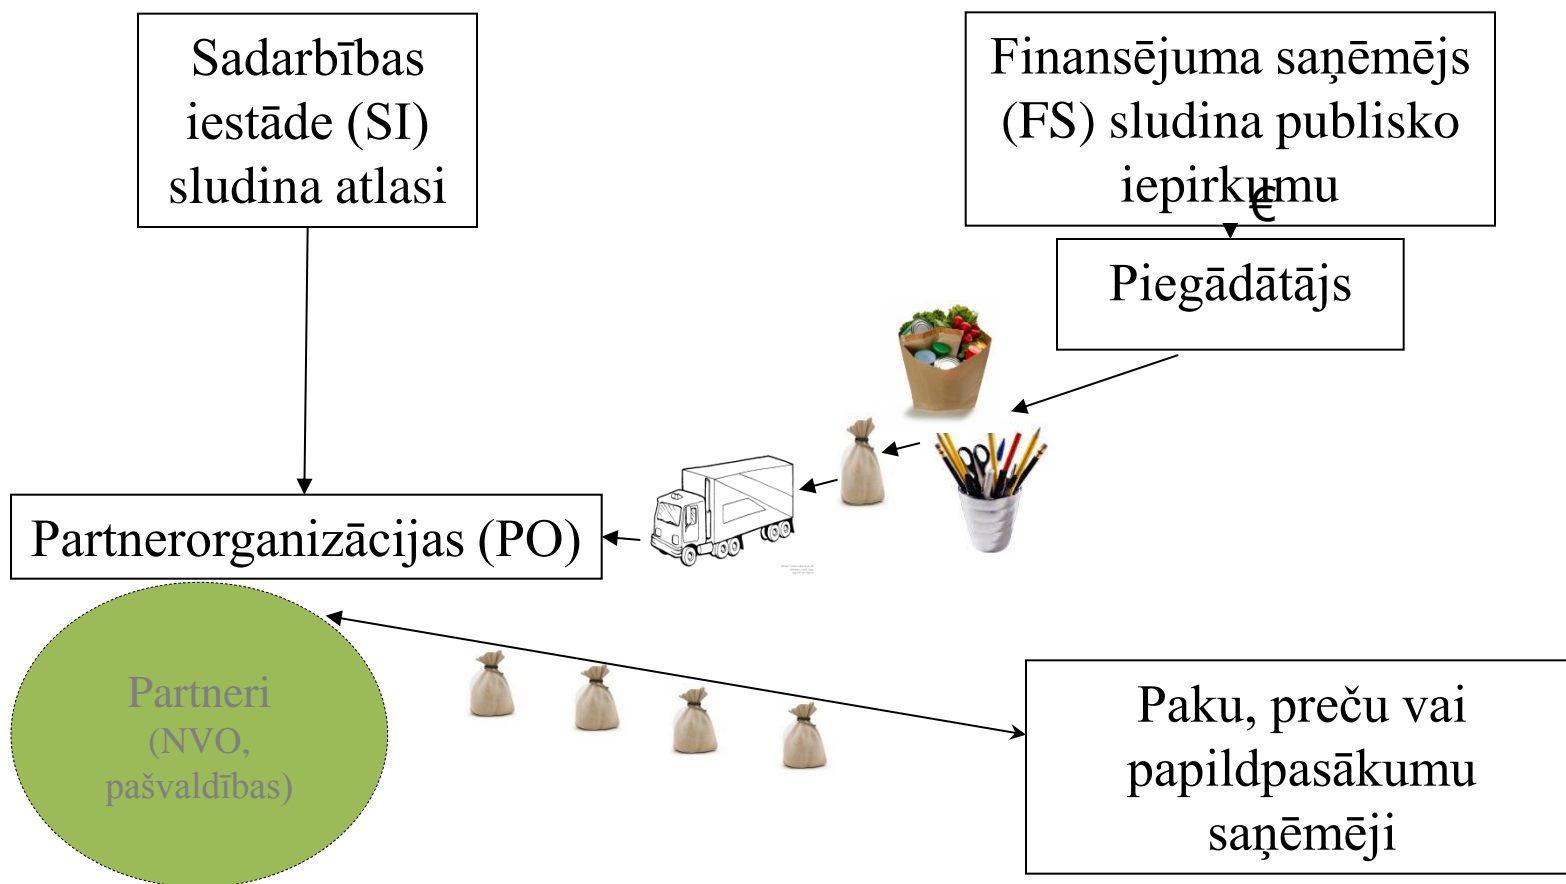 Sadarbības
iestāde (SI)
sludina atlasi
Finansējuma saņēmējs
(FS) sludina publisko
iepirkumu
€
Piegādātājs
Partnerorganizācijas (PO)
Partneri
(NVO,
pašvaldības)
Paku, preču vai
papildpasākumu
saņēmēji